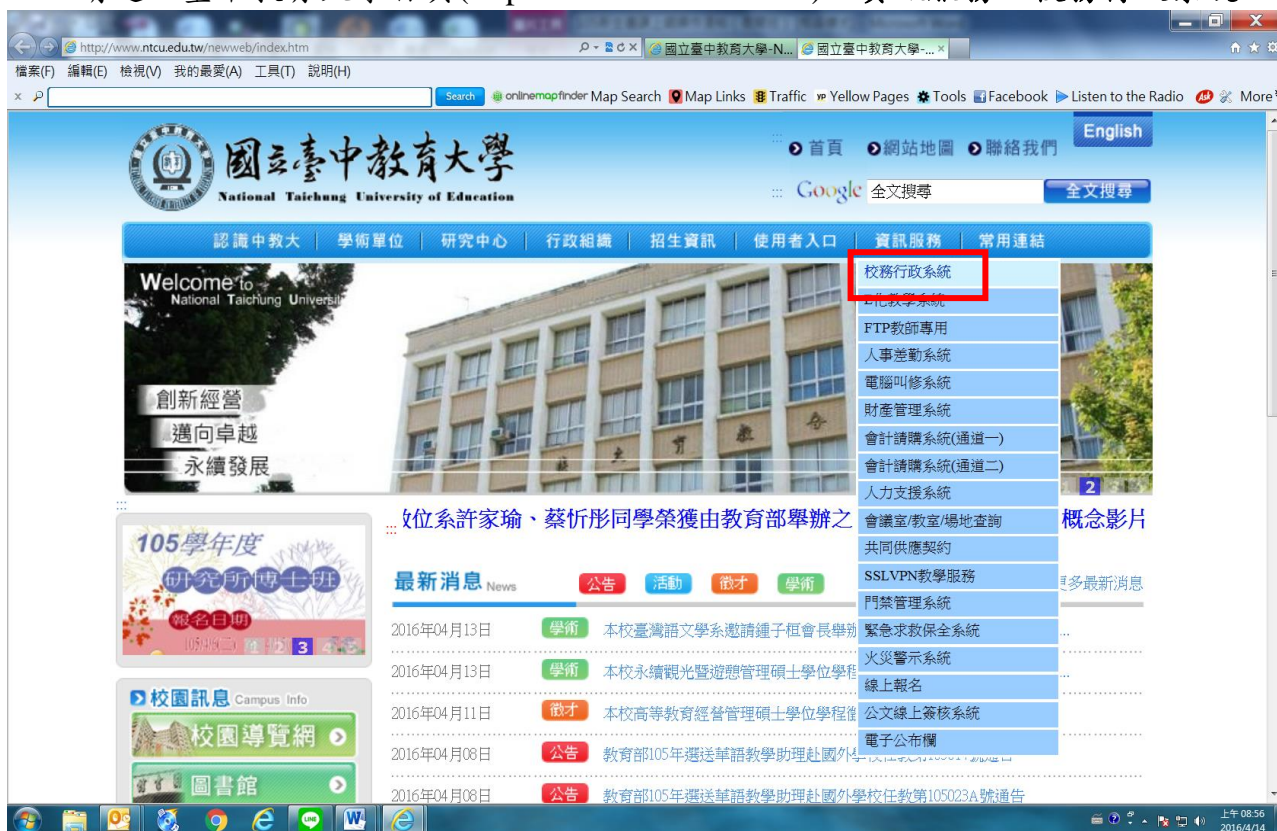 http://www.ntcu.edu.tw/newweb/index.htm
國立臺中教育大學-N...
國立臺中教育大學-...
檔案(F) 編輯(E) 檢視(V) 我的最愛(A) 工具(T) 說明(H)
Search onlinemapfinder Map Search Map Links Traffic Yellow Pages Tools Facebook Listen to the Radio More
English
首頁 網站地圖 聯絡我們
國立臺中教育大學
National Taichung University of Education
Google 全文搜尋 全文搜尋
認識中教大 學術單位 研究中心 行政組織 招生資訊 使用者入口 資訊服務 常用連結
校務行政系統
E化教學系統
FTP教師專用
人事差勤系統
電腦叫修系統
財產管理系統
會計請購系統(通道一)
會計請購系統(通道二)
人力支援系統
會議室/教室/場地查詢
共同供應契約
SSLVPN教學服務
門禁管理系統
緊急求救保全系統
火災警示系統
線上報名
公文線上簽核系統
電子公布欄
Welcome to
National Taichung Universit
創新經營
邁向卓越
永續發展
2
位系許家瑜、蔡忻彤同學榮獲由教育部舉辦之
概念影片
105學年度
研究所博士班
報名日期
3
最新消息 News 公告 活動 徵才 學術
更多最新消息
2016年04月13日 學術 本校臺灣語文學系邀請鍾子桓會長舉辦
2016年04月13日 學術 本校永續觀光暨遊憩管理碩士學位學程
2016年04月11日 徵才 本校高等教育經營管理碩士學位學程
2016年04月08日 公告 教育部105年選送華語教學助理赴國外學
2016年04月08日 公告 教育部105年選送華語教學助理赴國外學校任教第105023A號通告
校園訊息 Campus Info
校園導覽網
圖書館
上午 08:56
2016/4/14